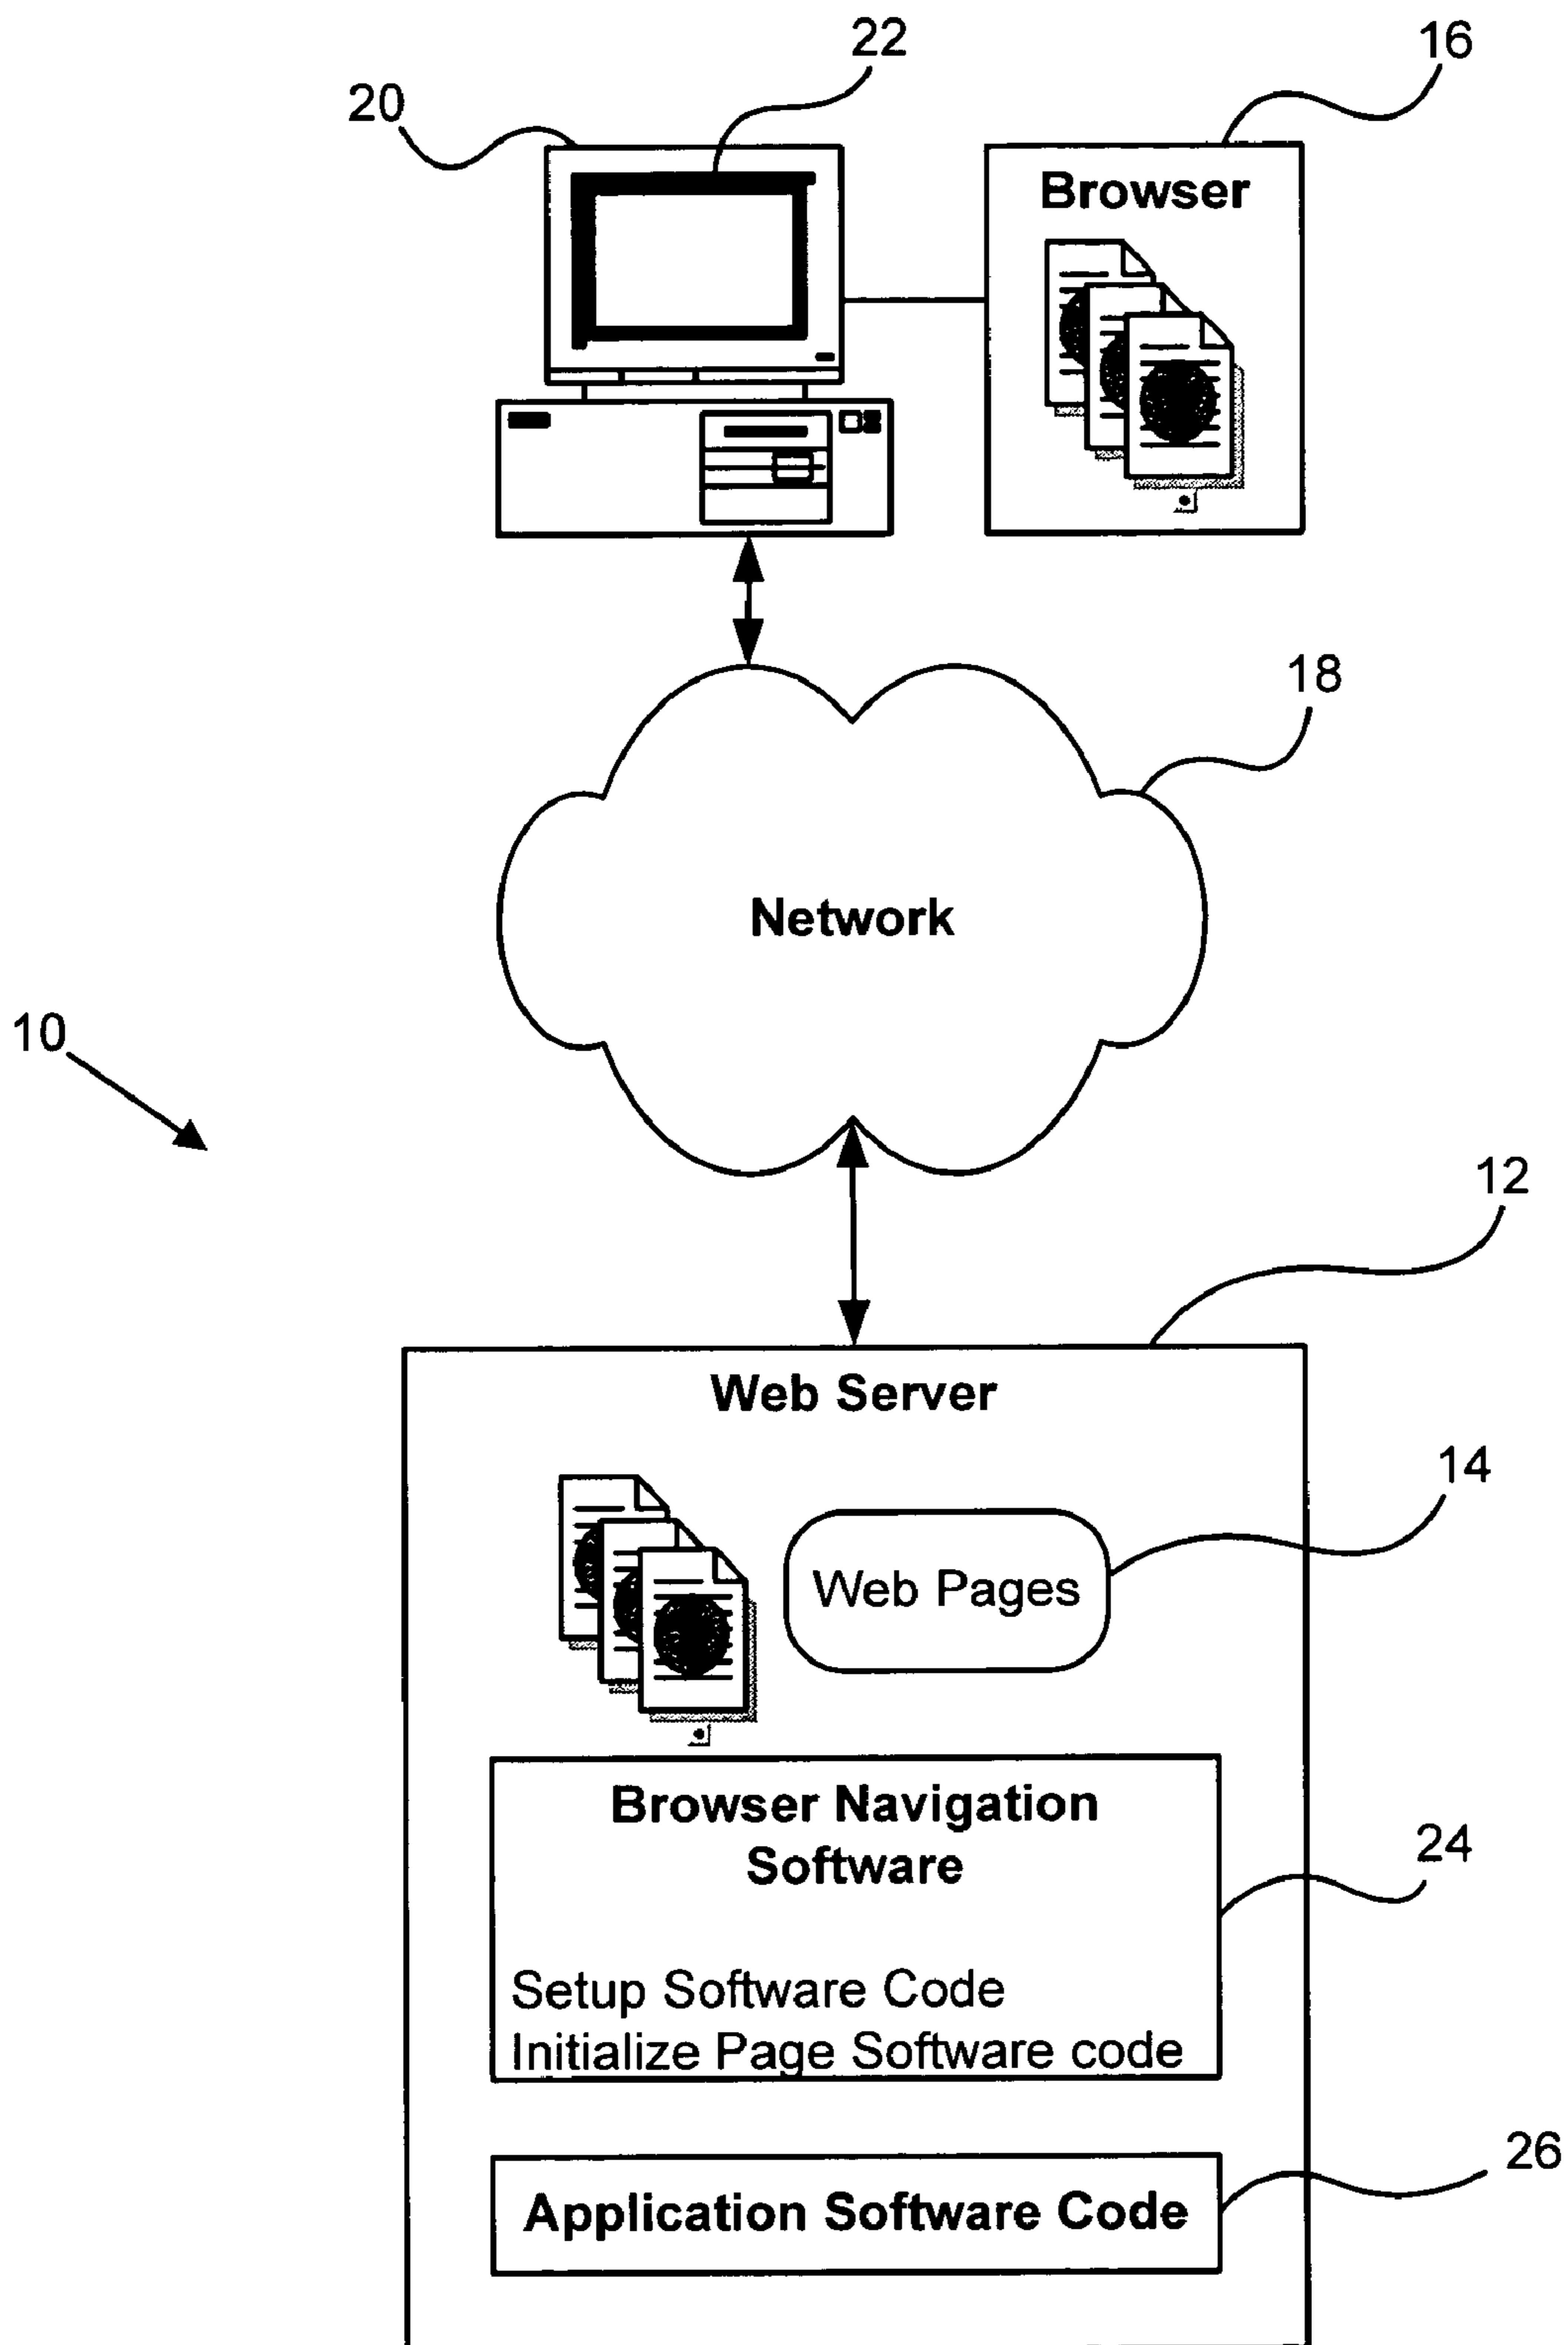 22
16
20
Browser
18
Network
10
12
Web Server
14
Web Pages
Browser Navigation
Software
24
Setup Software Code
Initialize Page Software code
26
Application Software Code